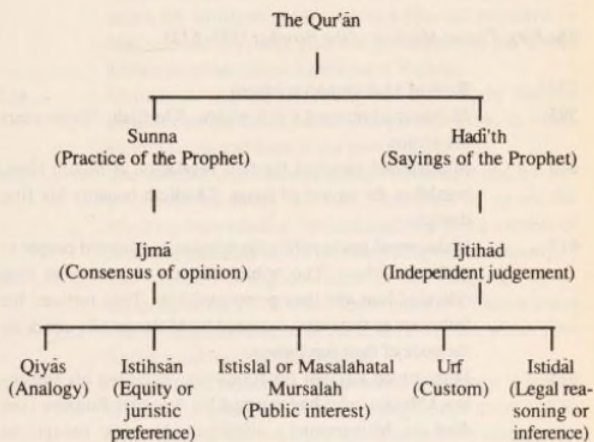 The Qur'ān
Sunna
(Practice of the Prophet)
Hadi'th
(Sayings of the Prophet)
Ijmā
(Consensus of opinion)
Ijtihād
(Independent judgement)
Qiyās
(Analogy)
Istihsān
(Equity or
juristic
preference)
Istislal or Masalahatal
Mursalah
(Public interest)
Urf
(Custom)
Istidāl
(Legal rea-
soning or
inference)